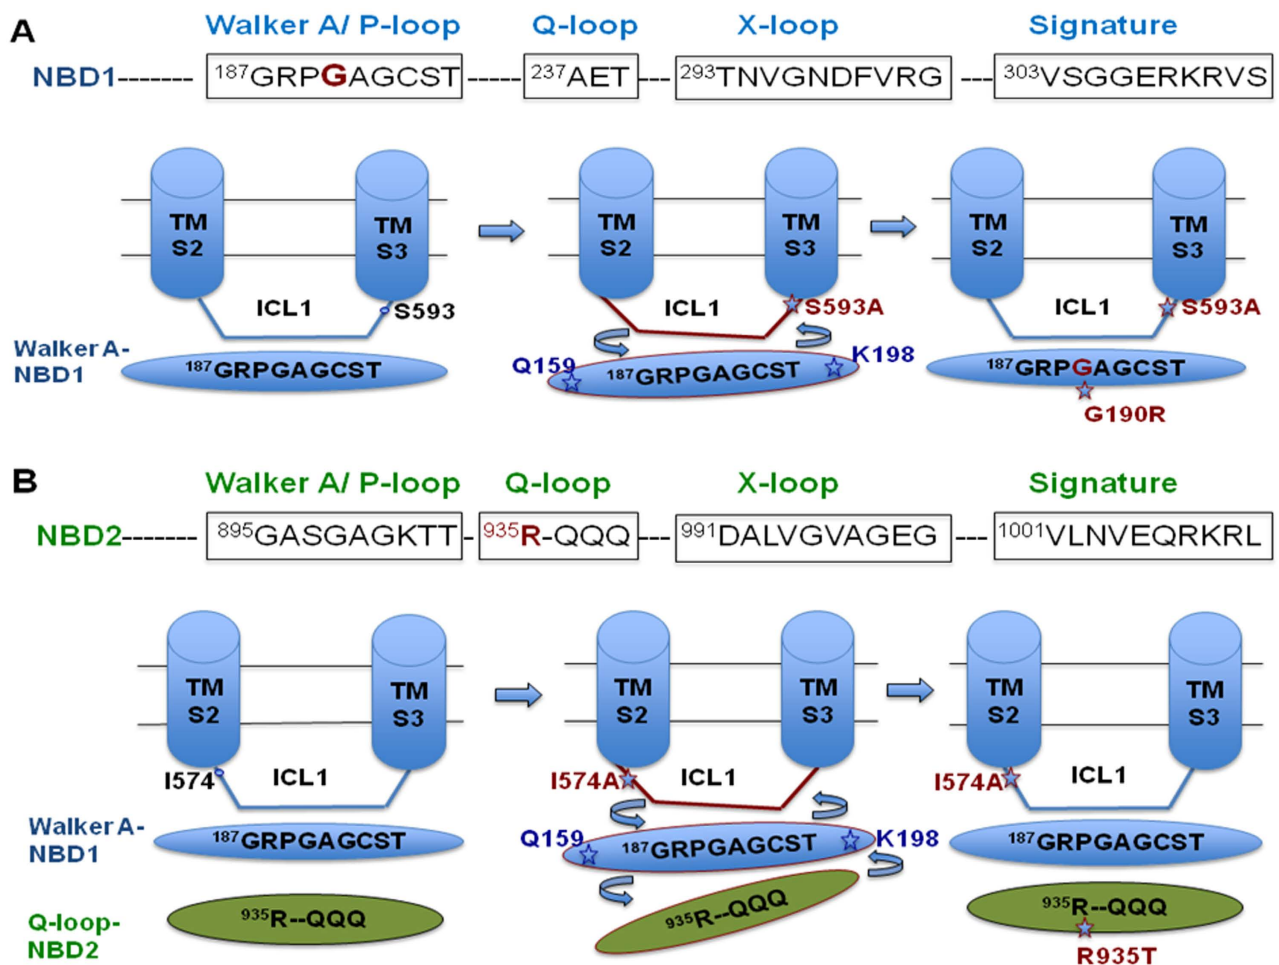 A
Walker A/ P-loop Q-loop X-loop Signature
NBD1------- ¹⁸⁷GRPGAGCST ----- ²³⁷AET --- ²⁹³TNVGNDFVRG --- ³⁰³VSGGERKRVS
TM S2
TM S3
ICL1
S593
Walker A-
NBD1
¹⁸⁷GRPGAGCST
TM S2
TM S3
ICL1
S593A
Q159
K198
¹⁸⁷GRPGAGCST
TM S2
TM S3
ICL1
S593A
¹⁸⁷GRPGAGCST
G190R
B
Walker A/ P-loop Q-loop X-loop Signature
NBD2------- ⁸⁹⁵GASGAGKTT - ⁹³⁵R-QQQ --- ⁹⁹¹DALVGVAGEG --- ¹⁰⁰¹VLNVEQRKRL
TM S2
TM S3
I574
ICL1
Walker A-
NBD1
¹⁸⁷GRPGAGCST
Q-loop-
NBD2
⁹³⁵R--QQQ
TM S2
TM S3
I574A
ICL1
Q159
K198
¹⁸⁷GRPGAGCST
⁹³⁵R--QQQ
TM S2
TM S3
I574A
ICL1
¹⁸⁷GRPGAGCST
⁹³⁵R--QQQ
R935T